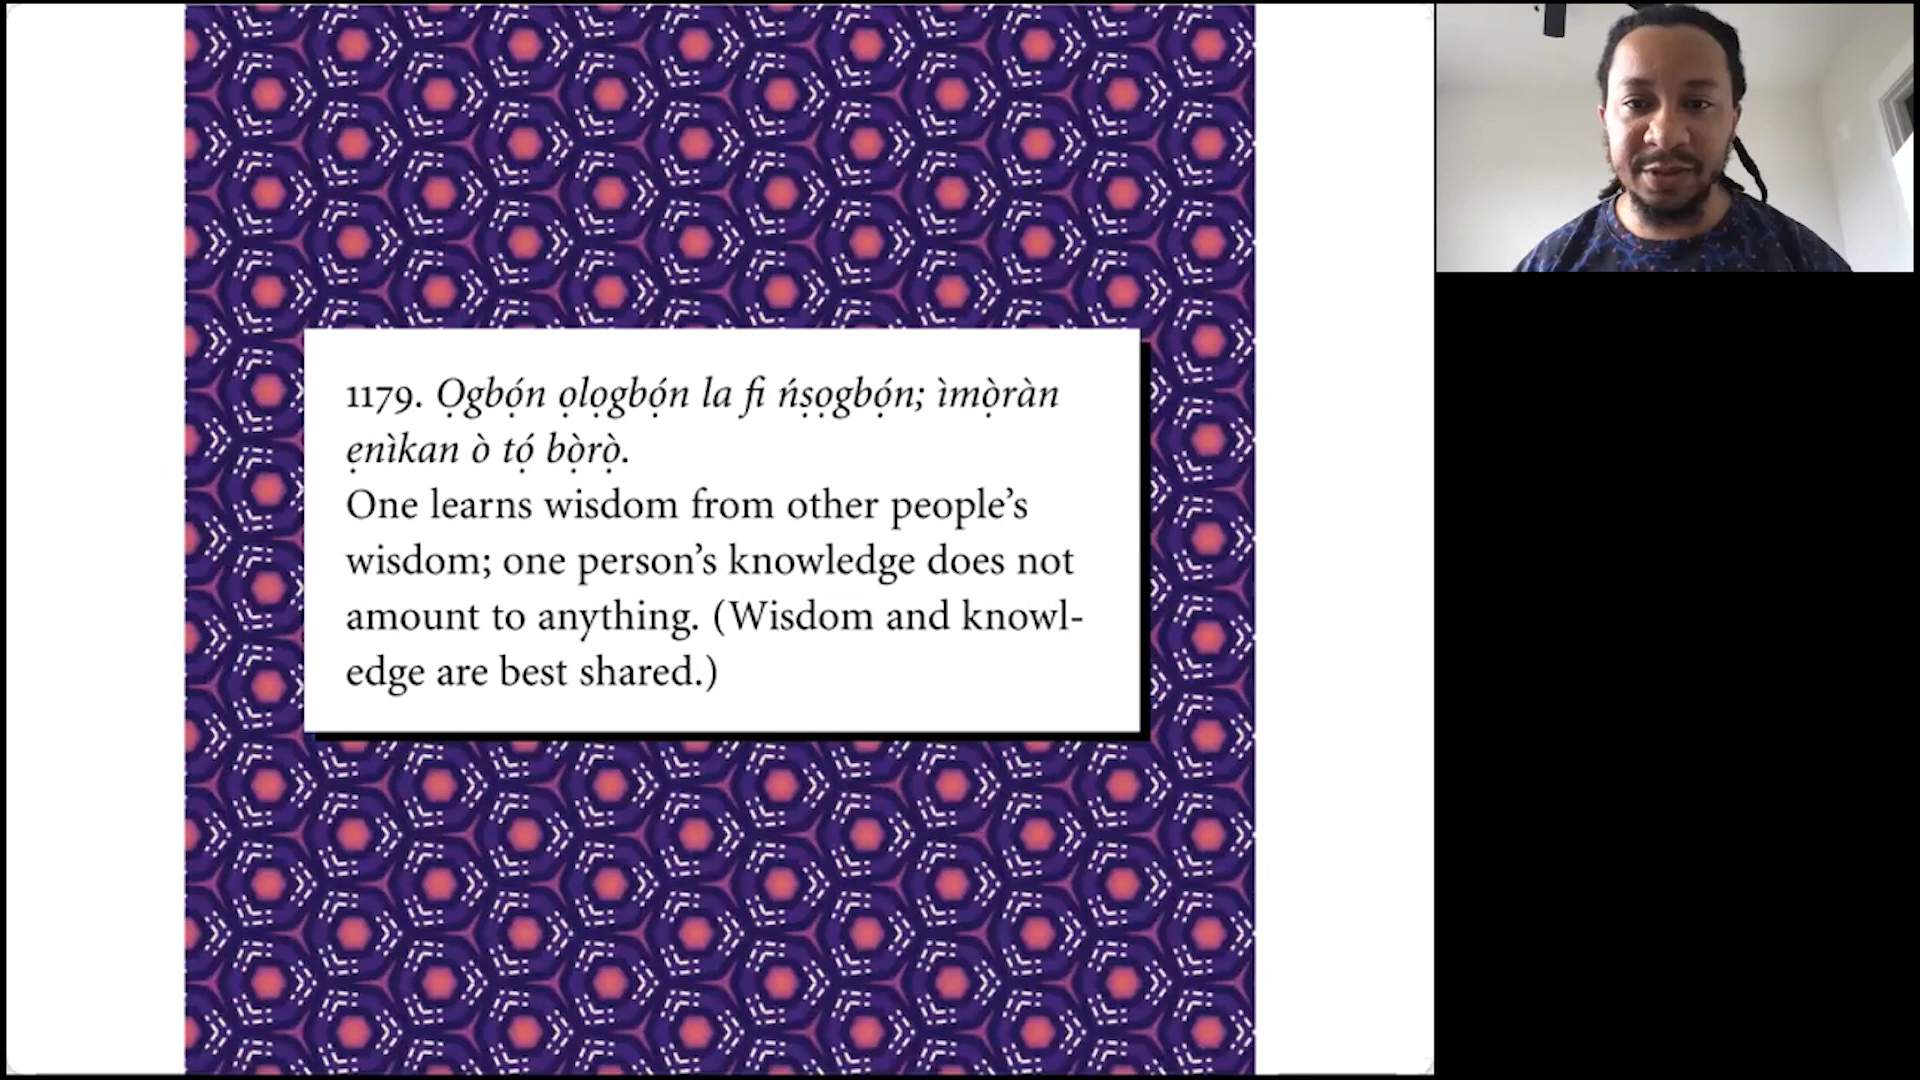 1179. Ọgbọ́n ọlọgbọ́n la fi ńṣọgbọ́n; ìmọ̀ràn
ẹnìkan ò tọ́ bọ̀rọ̀.
One learns wisdom from other people’s
wisdom; one person’s knowledge does not
amount to anything. (Wisdom and knowl-
edge are best shared.)